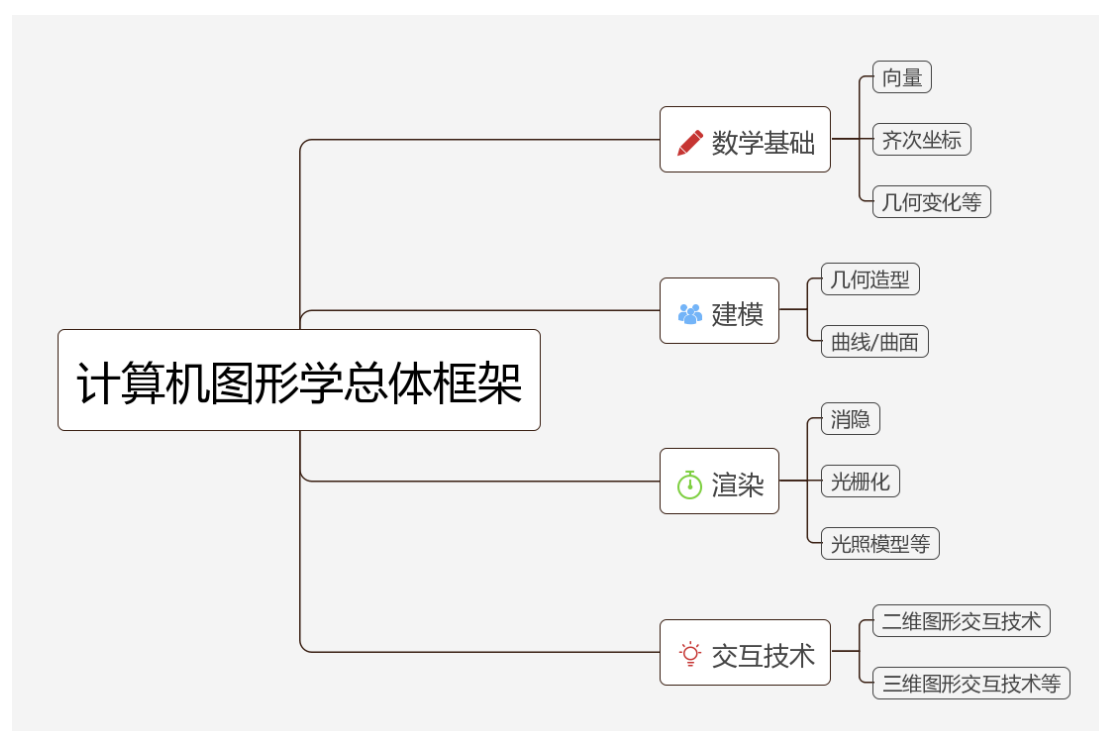 计算机图形学总体框架
数学基础
向量
齐次坐标
几何变化等
建模
几何造型
曲线/曲面
渲染
消隐
光栅化
光照模型等
交互技术
二维图形交互技术
三维图形交互技术等